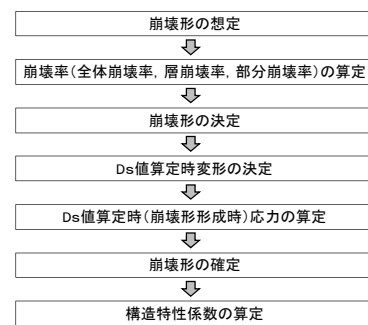 崩壊形の想定
崩壊率(全体崩壊率, 層崩壊率, 部分崩壊率)の算定
崩壊形の決定
Ds値算定時変形の決定
Ds値算定時(崩壊形形成時)応力の算定
崩壊形の確定
構造特性係数の算定